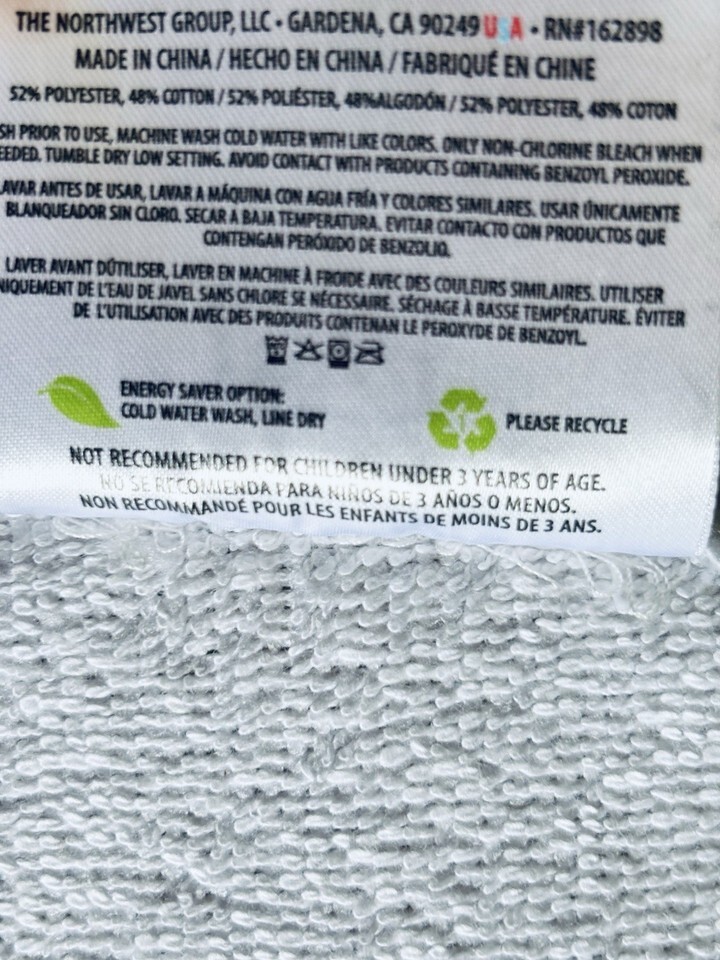 THE NORTHWEST GROUP, LLC • GARDENA, CA 90249 USA • RN#162898
MADE IN CHINA / HECHO EN CHINA / FABRIQUÉ EN CHINE
52% POLYESTER, 48% COTTON / 52% POLIÉSTER, 48%ALGODÓN / 52% POLYESTER, 48% COTON
SH PRIOR TO USE, MACHINE WASH COLD WATER WITH LIKE COLORS. ONLY NON-CHLORINE BLEACH WHEN
EEDED. TUMBLE DRY LOW SETTING. AVOID CONTACT WITH PRODUCTS CONTAINING BENZOYL PEROXIDE.
AVAR ANTES DE USAR, LAVAR A MÁQUINA CON AGUA FRÍA Y COLORES SIMILARES. USAR ÚNICAMENTE
BLANQUEADOR SIN CLORO. SECAR A BAJA TEMPERATURA. EVITAR CONTACTO CON PRODUCTOS QUE
CONTENGAN PERÓXIDO DE BENZOLIO.
LAVER AVANT DÚTILISER, LAVER EN MACHINE À FROIDE AVEC DES COULEURS SIMILAIRES. UTILISER
NIQUEMENT DE L'EAU DE JAVEL SANS CHLORE SE NÉCESSAIRE. SÉCHAGE À BASSE TEMPÉRATURE. ÉVITER
DE L'UTILISATION AVEC DES PRODUITS CONTENAN LE PEROXYDE DE BENZOYL.
ENERGY SAVER OPTION:
COLD WATER WASH, LINE DRY
PLEASE RECYCLE
NOT RECOMMENDED FOR CHILDREN UNDER 3 YEARS OF AGE.
NO SE RECOMIENDA PARA NIÑOS DE 3 AÑOS O MENOS.
NON RECOMMANDÉ POUR LES ENFANTS DE MOINS DE 3 ANS.